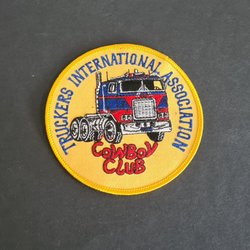 TRUCKERS INTERNATIONAL ASSOCIATION
COWBOY
CLUB